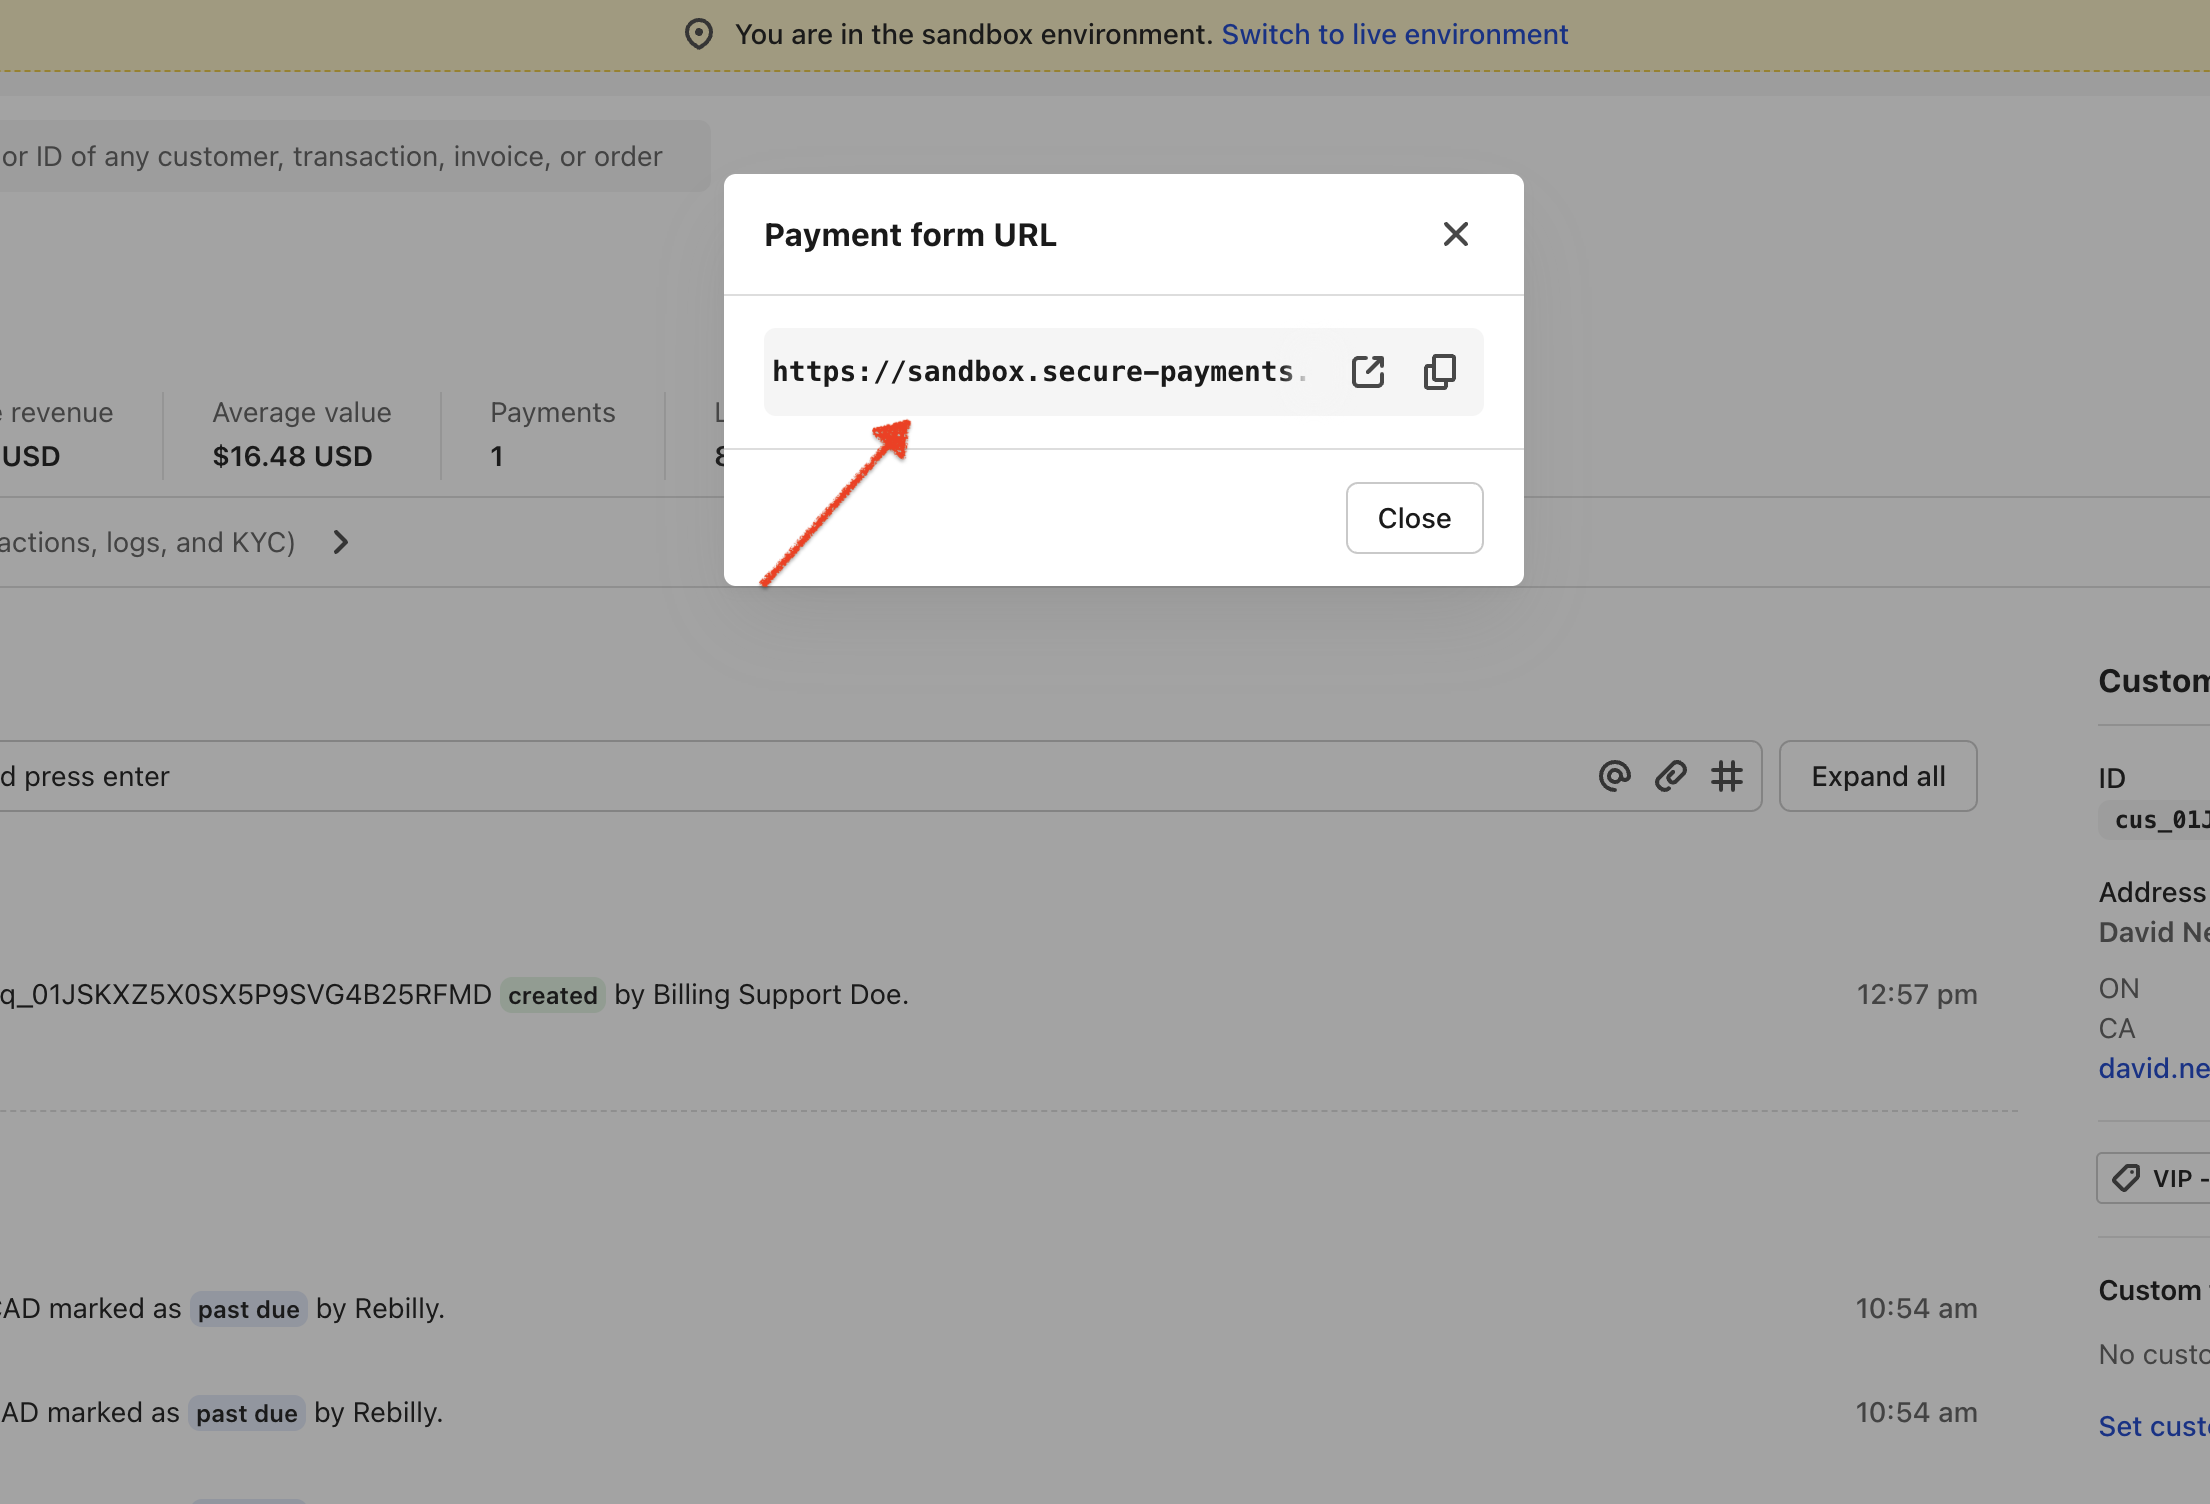 You are in the sandbox environment. Switch to live environment
or ID of any customer, transaction, invoice, or order
Payment form URL
https://sandbox.secure-payments.
revenue
Average value
Payments
USD
$16.48 USD
1
Close
actions, logs, and KYC)
Custom
d press enter
Expand all
ID
cus_01J
Address
David Ne
ON
CA
david.ne
q_01JSKXZ5X0SX5P9SVG4B25RFMD created by Billing Support Doe.
12:57 pm
VIP -
Custom
CAD marked as past due by Rebilly.
10:54 am
No custo
AD marked as past due by Rebilly.
10:54 am
Set custo